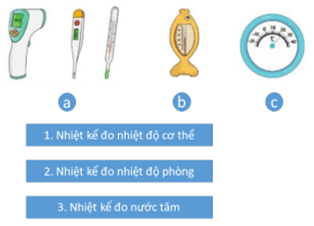 a b c
1. Nhiệt kế đo nhiệt độ cơ thể
2. Nhiệt kế đo nhiệt độ phòng
3. Nhiệt kế đo nước tăm